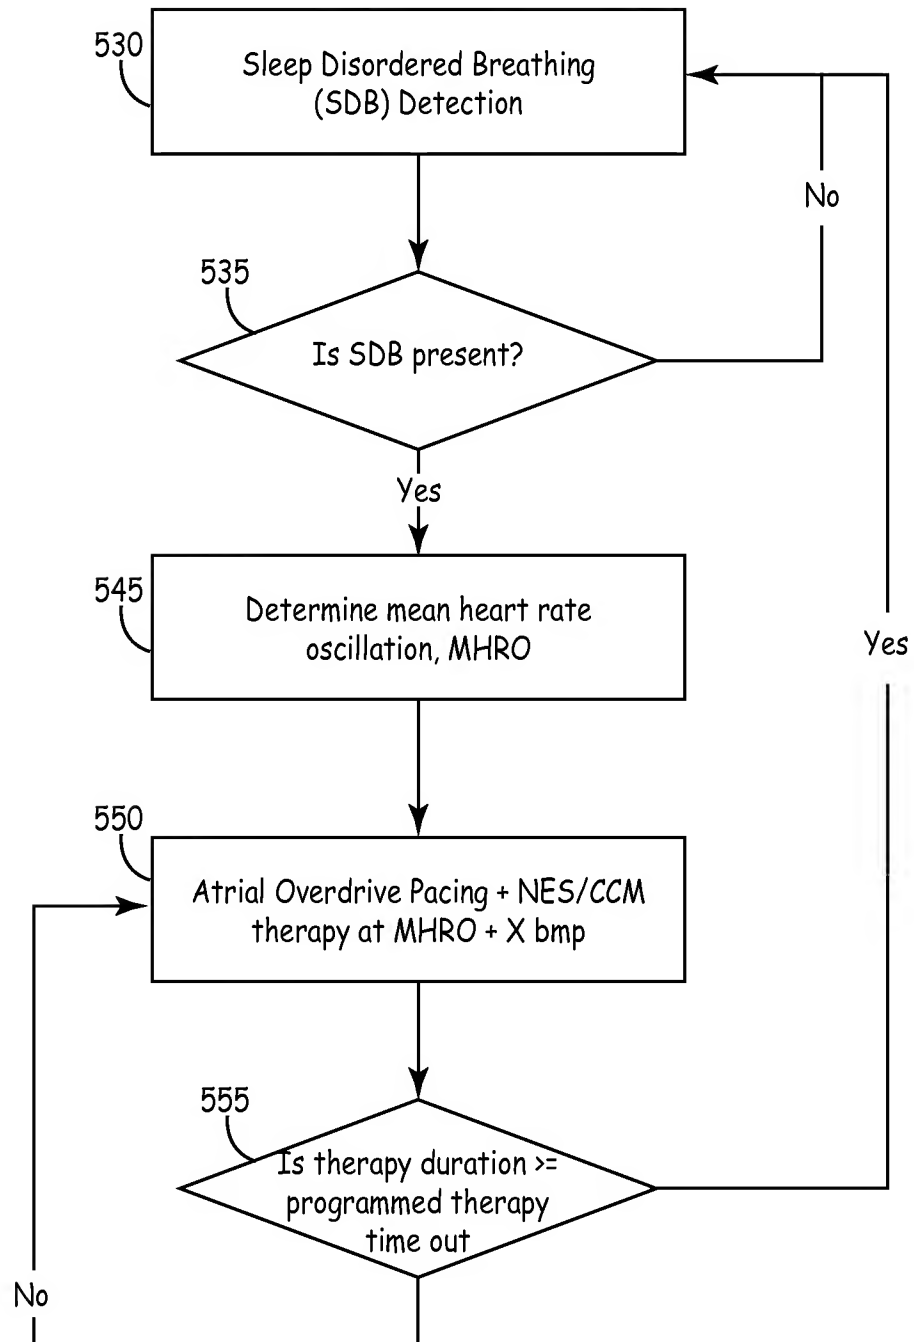 530
Sleep Disordered Breathing
(SDB) Detection
No
535
Is SDB present?
Yes
545
Determine mean heart rate
oscillation, MHRO
Yes
550
Atrial Overdrive Pacing + NES/CCM
therapy at MHRO + X bmp
555
Is therapy duration >=
programmed therapy
time out
No